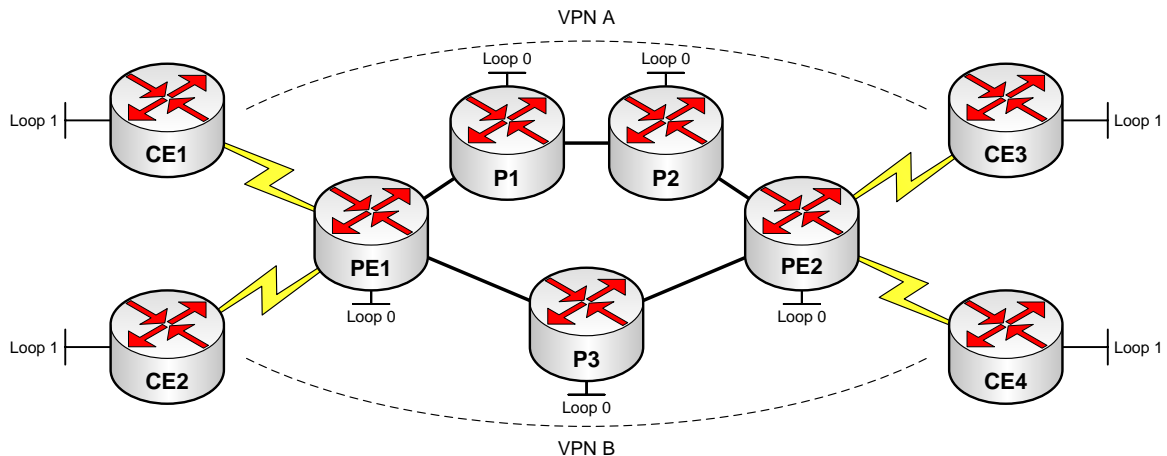 VPN A
Loop 0
Loop 0
Loop 1
CE1
P1
P2
CE3
Loop 1
PE1
PE2
Loop 0
Loop 0
Loop 1
CE2
P3
CE4
Loop 1
Loop 0
VPN B